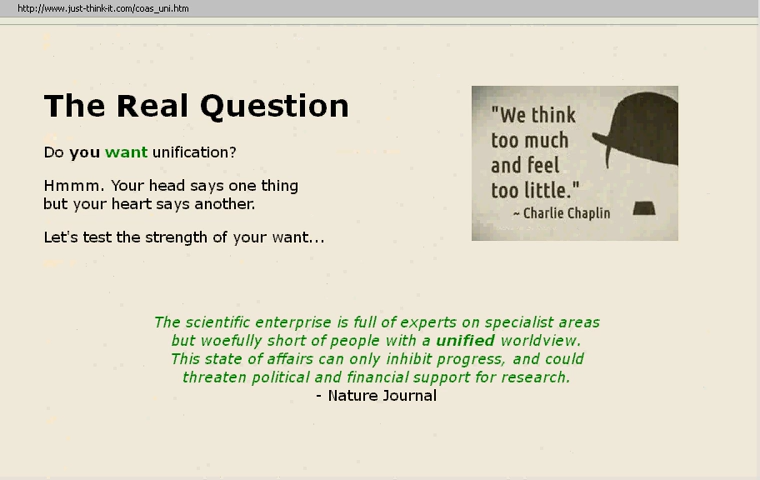 http://www.just-think-it.com/coas_uni.htm
The Real Question
Do you want unification?
Hmmm. Your head says one thing
but your heart says another.
Let's test the strength of your want...
"We think
too much
and feel
too little."
~ Charlie Chaplin
The scientific enterprise is full of experts on specialist areas
but woefully short of people with a unified worldview.
This state of affairs can only inhibit progress, and could
threaten political and financial support for research.
- Nature Journal